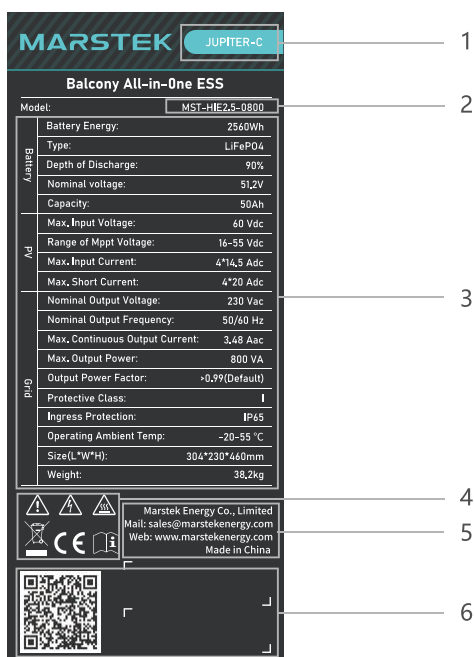 MARSTEK JUPITER-C 1
Balcony All-in-One ESS
Model: MST-HIE2.5-0800 2
Battery
Battery Energy: 2560Wh
Type: LiFePO4
Depth of Discharge: 90%
Nominal voltage: 51.2V
Capacity: 50Ah
PV
Max. Input Voltage: 60 Vdc
Range of Mppt Voltage: 16-55 Vdc
Max. Input Current: 4*14.5 Adc
Max. Short Current: 4*20 Adc
Grid
Nominal Output Voltage: 230 Vac 3
Nominal Output Frequency: 50/60 Hz
Max. Continuous Output Current: 3.48 Aac
Max. Output Power: 800 VA
Output Power Factor: >0.99(Default)
Protective Class: I
Ingress Protection: IP65
Operating Ambient Temp: -20-55 °C
Size(L*W*H): 304*230*460mm
Weight: 38.2kg
4
CE
Marstek Energy Co., Limited
Mail: sales@marstekenergy.com
Web: www.marstekenergy.com 5
Made in China
6